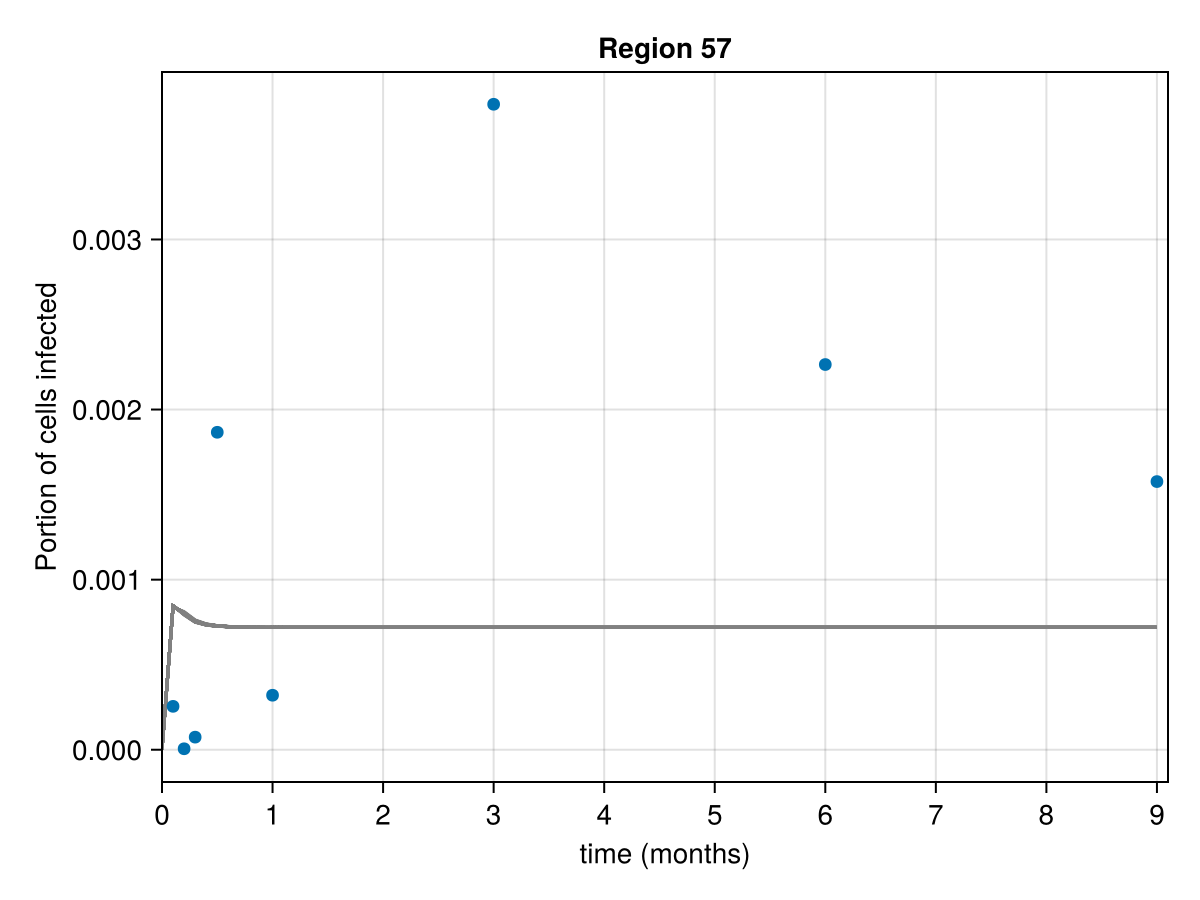 Region 57
Portion of cells infected
0.003
0.002
0.001
0.000
0 1 2 3 4 5 6 7 8 9
time (months)